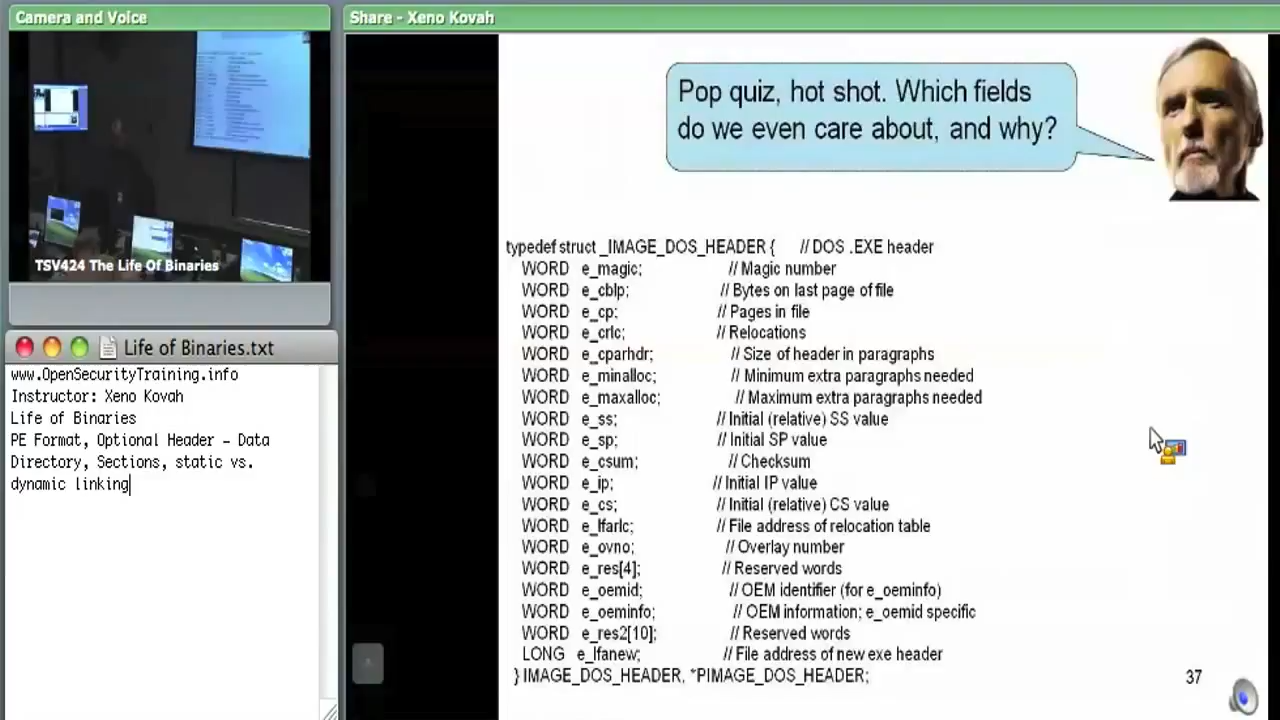 Camera and Voice
Share - Xeno Kovah
TSV424 The Life Of Binaries
Life of Binaries.txt
www.OpenSecurityTraining.info
Instructor: Xeno Kovah
Life of Binaries
PE Format, Optional Header – Data
Directory, Sections, static vs.
dynamic linking
Pop quiz, hot shot. Which fields
do we even care about, and why?
typedef struct _IMAGE_DOS_HEADER { // DOS .EXE header
WORD e_magic; // Magic number
WORD e_cblp; // Bytes on last page of file
WORD e_cp; // Pages in file
WORD e_crlc; // Relocations
WORD e_cparhdr; // Size of header in paragraphs
WORD e_minalloc; // Minimum extra paragraphs needed
WORD e_maxalloc; // Maximum extra paragraphs needed
WORD e_ss; // Initial (relative) SS value
WORD e_sp; // Initial SP value
WORD e_csum; // Checksum
WORD e_ip; // Initial IP value
WORD e_cs; // Initial (relative) CS value
WORD e_lfarlc; // File address of relocation table
WORD e_ovno; // Overlay number
WORD e_res[4]; // Reserved words
WORD e_oemid; // OEM identifier (for e_oeminfo)
WORD e_oeminfo; // OEM information; e_oemid specific
WORD e_res2[10]; // Reserved words
LONG e_lfanew; // File address of new exe header
} IMAGE_DOS_HEADER, *PIMAGE_DOS_HEADER;
37